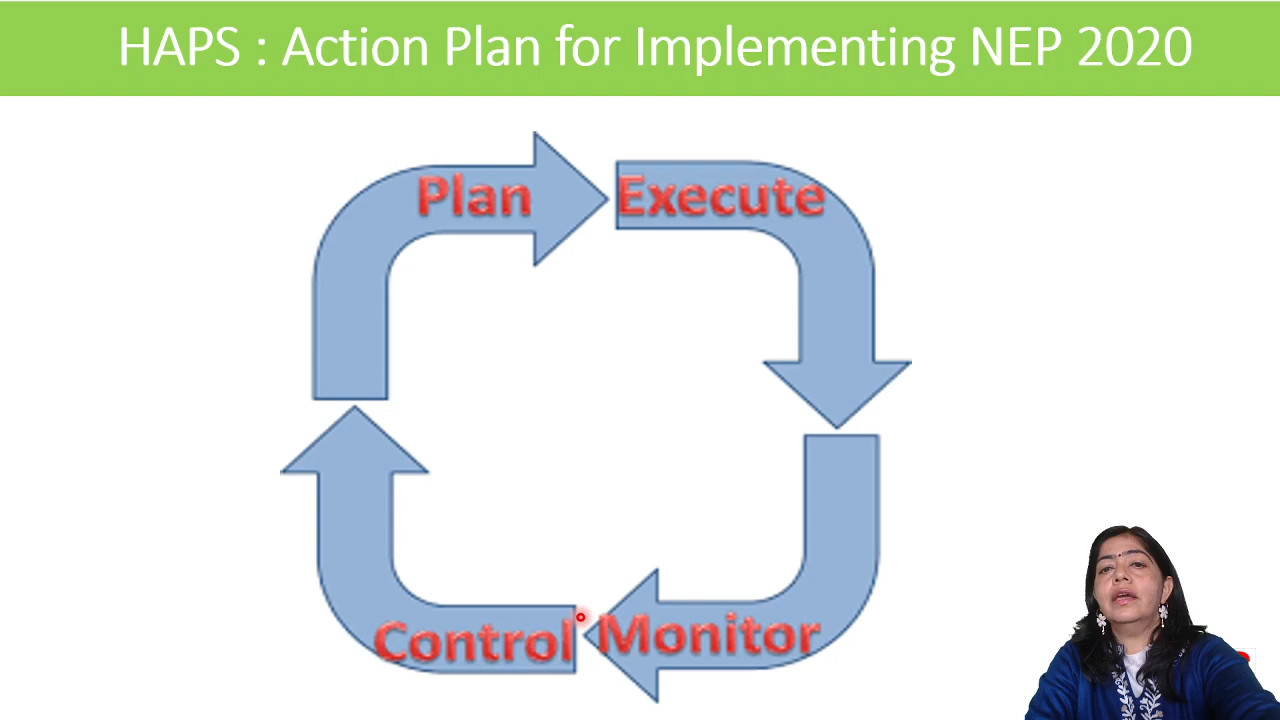 HAPS : Action Plan for Implementing NEP 2020
Plan
Execute
Control
Monitor